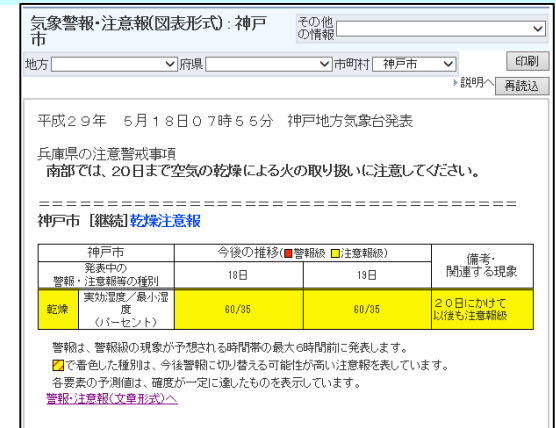 気象警報・注意報(図表形式) : 神戸市
その他の情報
地方 府県 市町村 神戸市 印刷
説明へ 再読込
平成29年 5月18日07時55分 神戸地方気象台発表
兵庫県の注意警戒事項
南部では、20日まで空気の乾燥による火の取り扱いに注意してください。
=====================================
神戸市 [継続]乾燥注意報
神戸市 今後の推移(■警報級 □注意報級) 備考・関連する現象
発表中の警報・注意報等の種別 18日 19日
乾燥 実効湿度/最小湿度(パーセント) 60/35 60/35 20日にかけて以後も注意報級
警報は、警報級の現象が予想される時間帯の最大6時間前に発表します。
で着色した種別は、今後警報に切り替える可能性が高い注意報を表しています。
各要素の予測値は、確度が一定に達したものを表示しています。
警報・注意報(文章形式)へ